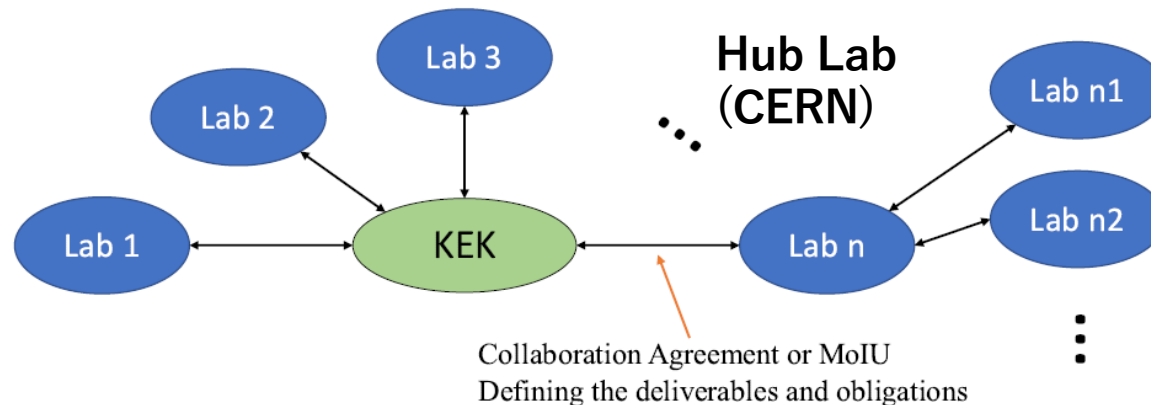 Lab 3
Hub Lab
(CERN)
Lab n1
Lab 2
Lab n2
Lab 1
KEK
Lab n
Collaboration Agreement or MoIU
Defining the deliverables and obligations